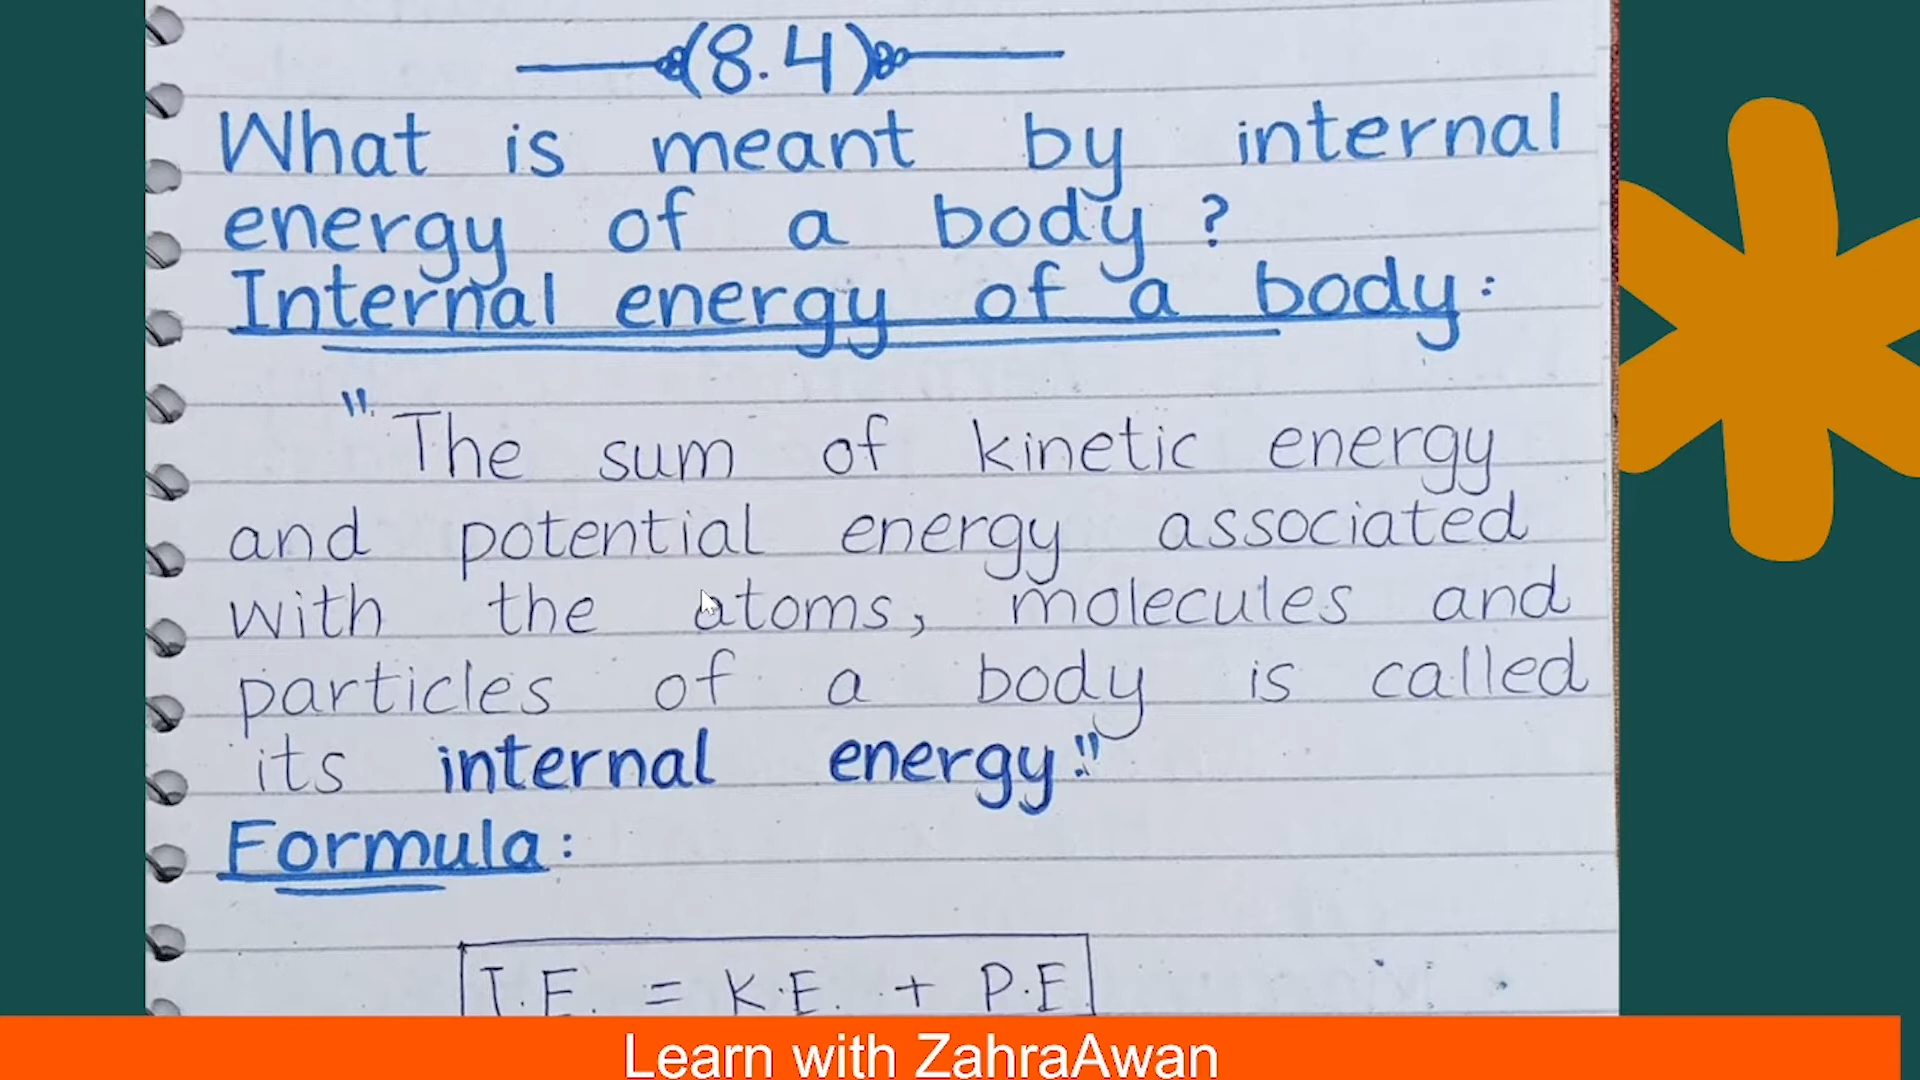 (8.4)
What is meant by internal
energy of a body?
Internal energy of a body:
"The sum of kinetic energy
and potential energy associated
with the atoms, molecules and
particles of a body is called
its internal energy."
Formula:
I.E. = K.E. + P.E
Learn with ZahraAwan